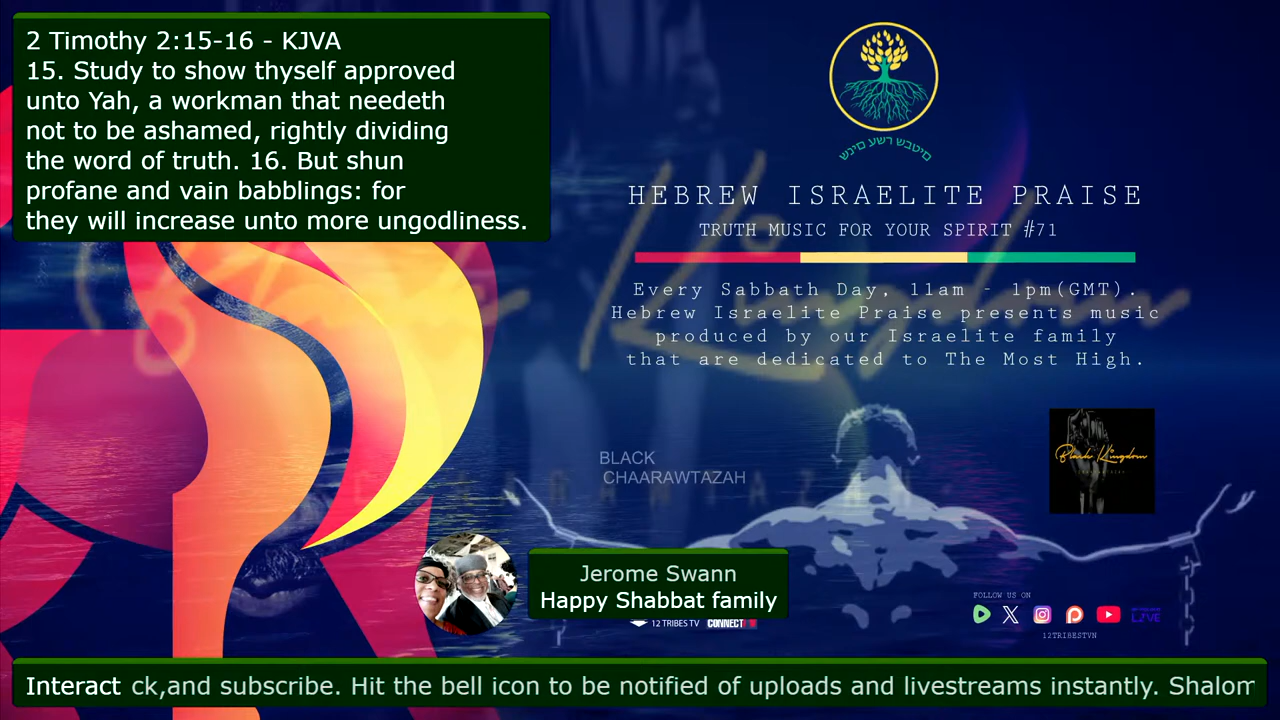 2 Timothy 2:15-16 - KJVA
15. Study to show thyself approved
unto Yah, a workman that needeth
not to be ashamed, rightly dividing
the word of truth. 16. But shun
profane and vain babblings: for
they will increase unto more ungodliness.
שנים עשר שבטים
HEBREW ISRAELITE PRAISE
TRUTH MUSIC FOR YOUR SPIRIT #71
Every Sabbath Day, 11am - 1pm(GMT).
Hebrew Israelite Praise presents music
produced by our Israelite family
that are dedicated to The Most High.
BLACK
CHAARAWTAZAH
Black Kingdom
Jerome Swann
Happy Shabbat family
12 TRIBES TV CONNECT
FOLLOW US ON
LIVE
12TRIBESTVN
Interact ck,and subscribe. Hit the bell icon to be notified of uploads and livestreams instantly. Shalom